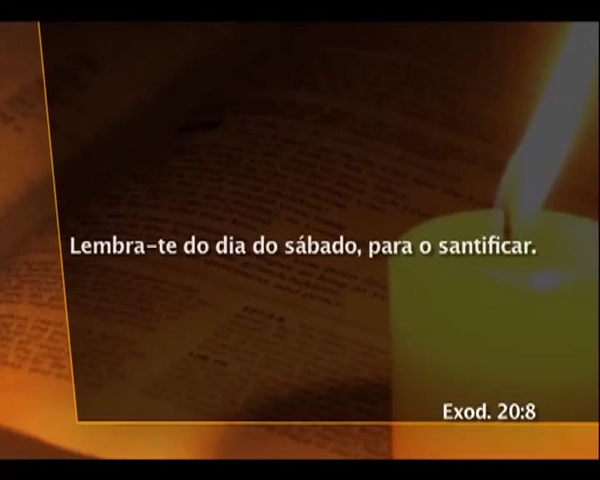 Lembra-te do dia do sábado, para o santificar.
Exod. 20:8